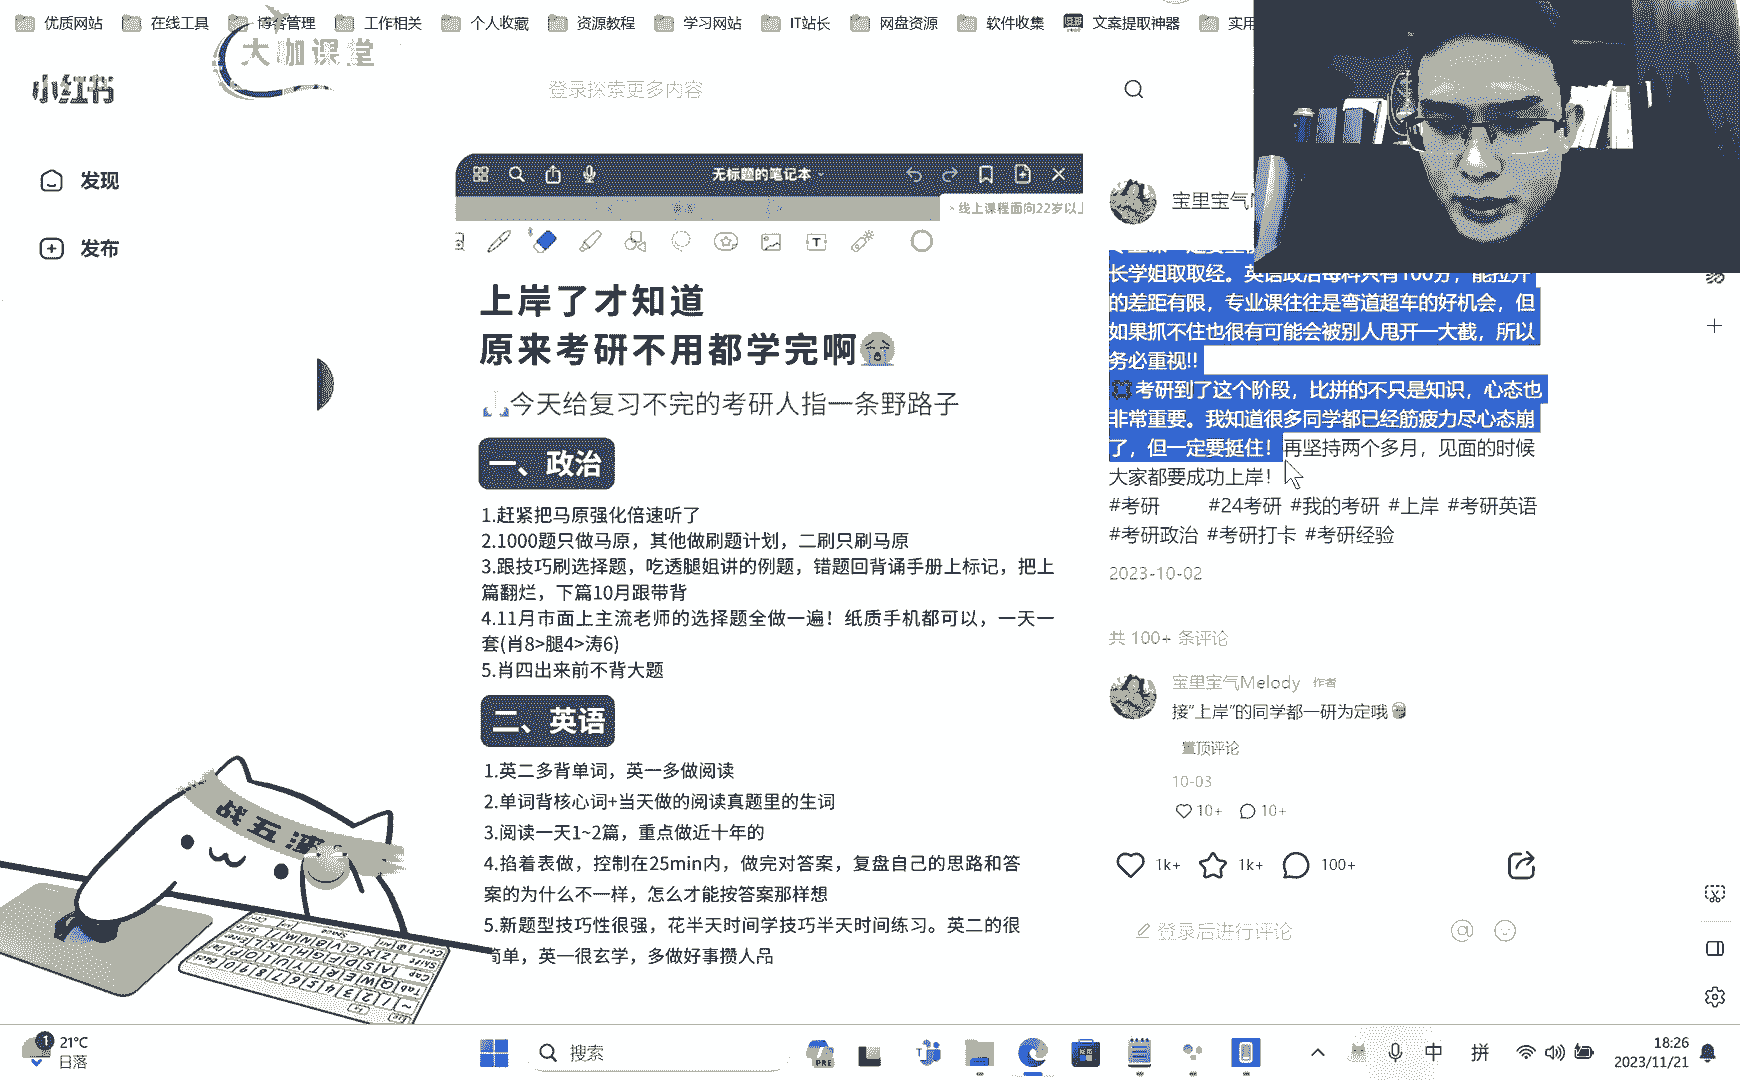 优质网站 在线工具 博客管理 工作相关 个人收藏 资源教程 学习网站 IT站长 网盘资源 软件收集 文案提取神器 实用
大咖课堂
小红书
登录探索更多内容
发现
发布
无标题的笔记本
线上课程面向22岁以上
上岸了才知道
原来考研不用都学完啊😭
今天给复习不完的考研人指一条野路子
一、政治
1.赶紧把马原强化倍速听了
2.1000题只做马原，其他做刷题计划，二刷只刷马原
3.跟技巧刷选择题，吃透腿姐讲的例题，错题回背诵手册上标记，把上
篇翻烂，下篇10月跟带背
4.11月市面上主流老师的选择题全做一遍！纸质手机都可以，一天一
套(肖8>腿4>涛6)
5.肖四出来前不背大题
二、英语
1.英二多背单词，英一多做阅读
2.单词背核心词+当天做的阅读真题里的生词
3.阅读一天1~2篇，重点做近十年的
4.掐着表做，控制在25min内，做完对答案，复盘自己的思路和答
案的为什么不一样，怎么才能按答案那样想
5.新题型技巧性很强，花半天时间学技巧半天时间练习。英二的很
简单，英一很玄学，多做好事攒人品
宝里宝气
长学姐取取经。英语政治每科只有100分，能拉开
的差距有限，专业课往往是弯道超车的好机会，但
如果抓不住也很有可能会被别人甩开一大截，所以
务必重视!!
考研到了这个阶段，比拼的不只是知识，心态也
非常重要。我知道很多同学都已经筋疲力尽心态崩
了，但一定要挺住！再坚持两个多月，见面的时候
大家都要成功上岸！
#考研 #24考研 #我的考研 #上岸 #考研英语
#考研政治 #考研打卡 #考研经验
2023-10-02
共 100+ 条评论
宝里宝气Melody 作者
接“上岸”的同学都一研为定哦
置顶评论
10-03
10+ 10+
1k+ 1k+ 100+
登录后进行评论
战五渣
21°C
日落
搜索
中 拼
18:26
2023/11/21